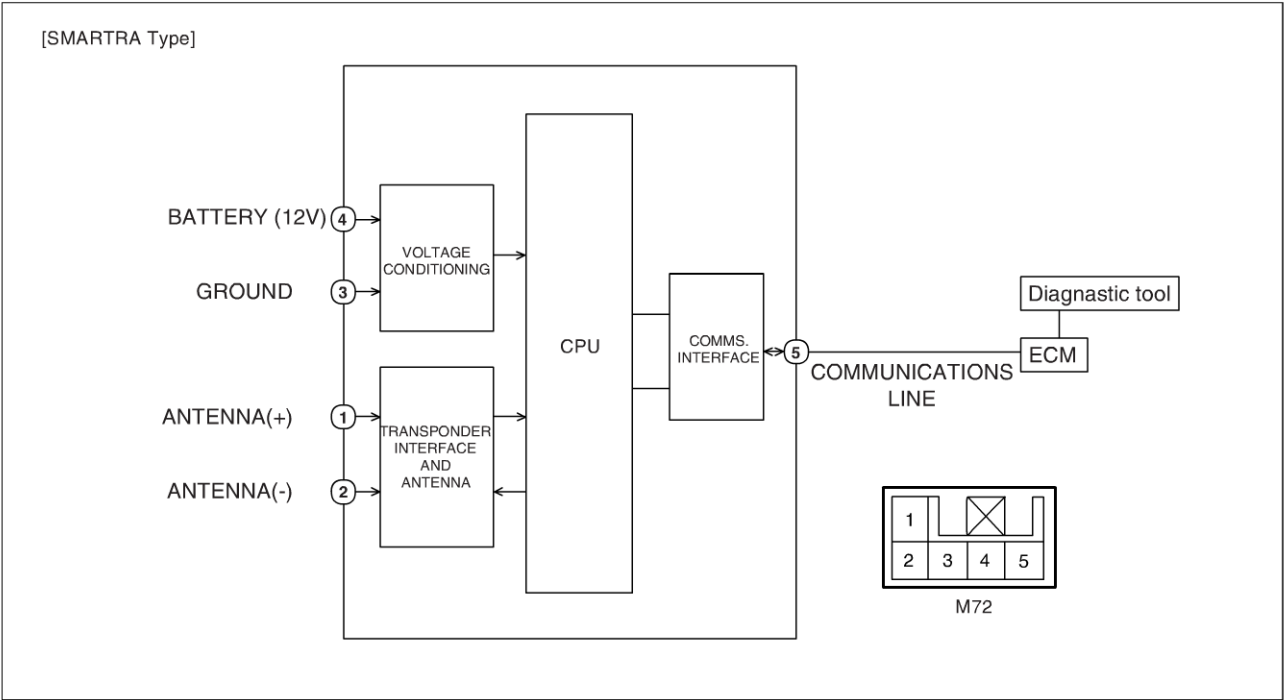 [SMARTRA Type]
BATTERY (12V)
4
VOLTAGE
CONDITIONING
GROUND
3
CPU
COMMS.
INTERFACE
5
COMMUNICATIONS
LINE
Diagnostic tool
ECM
ANTENNA(+)
1
TRANSPONDER
INTERFACE
AND
ANTENNA
ANTENNA(-)
2
1
2 3 4 5
M72